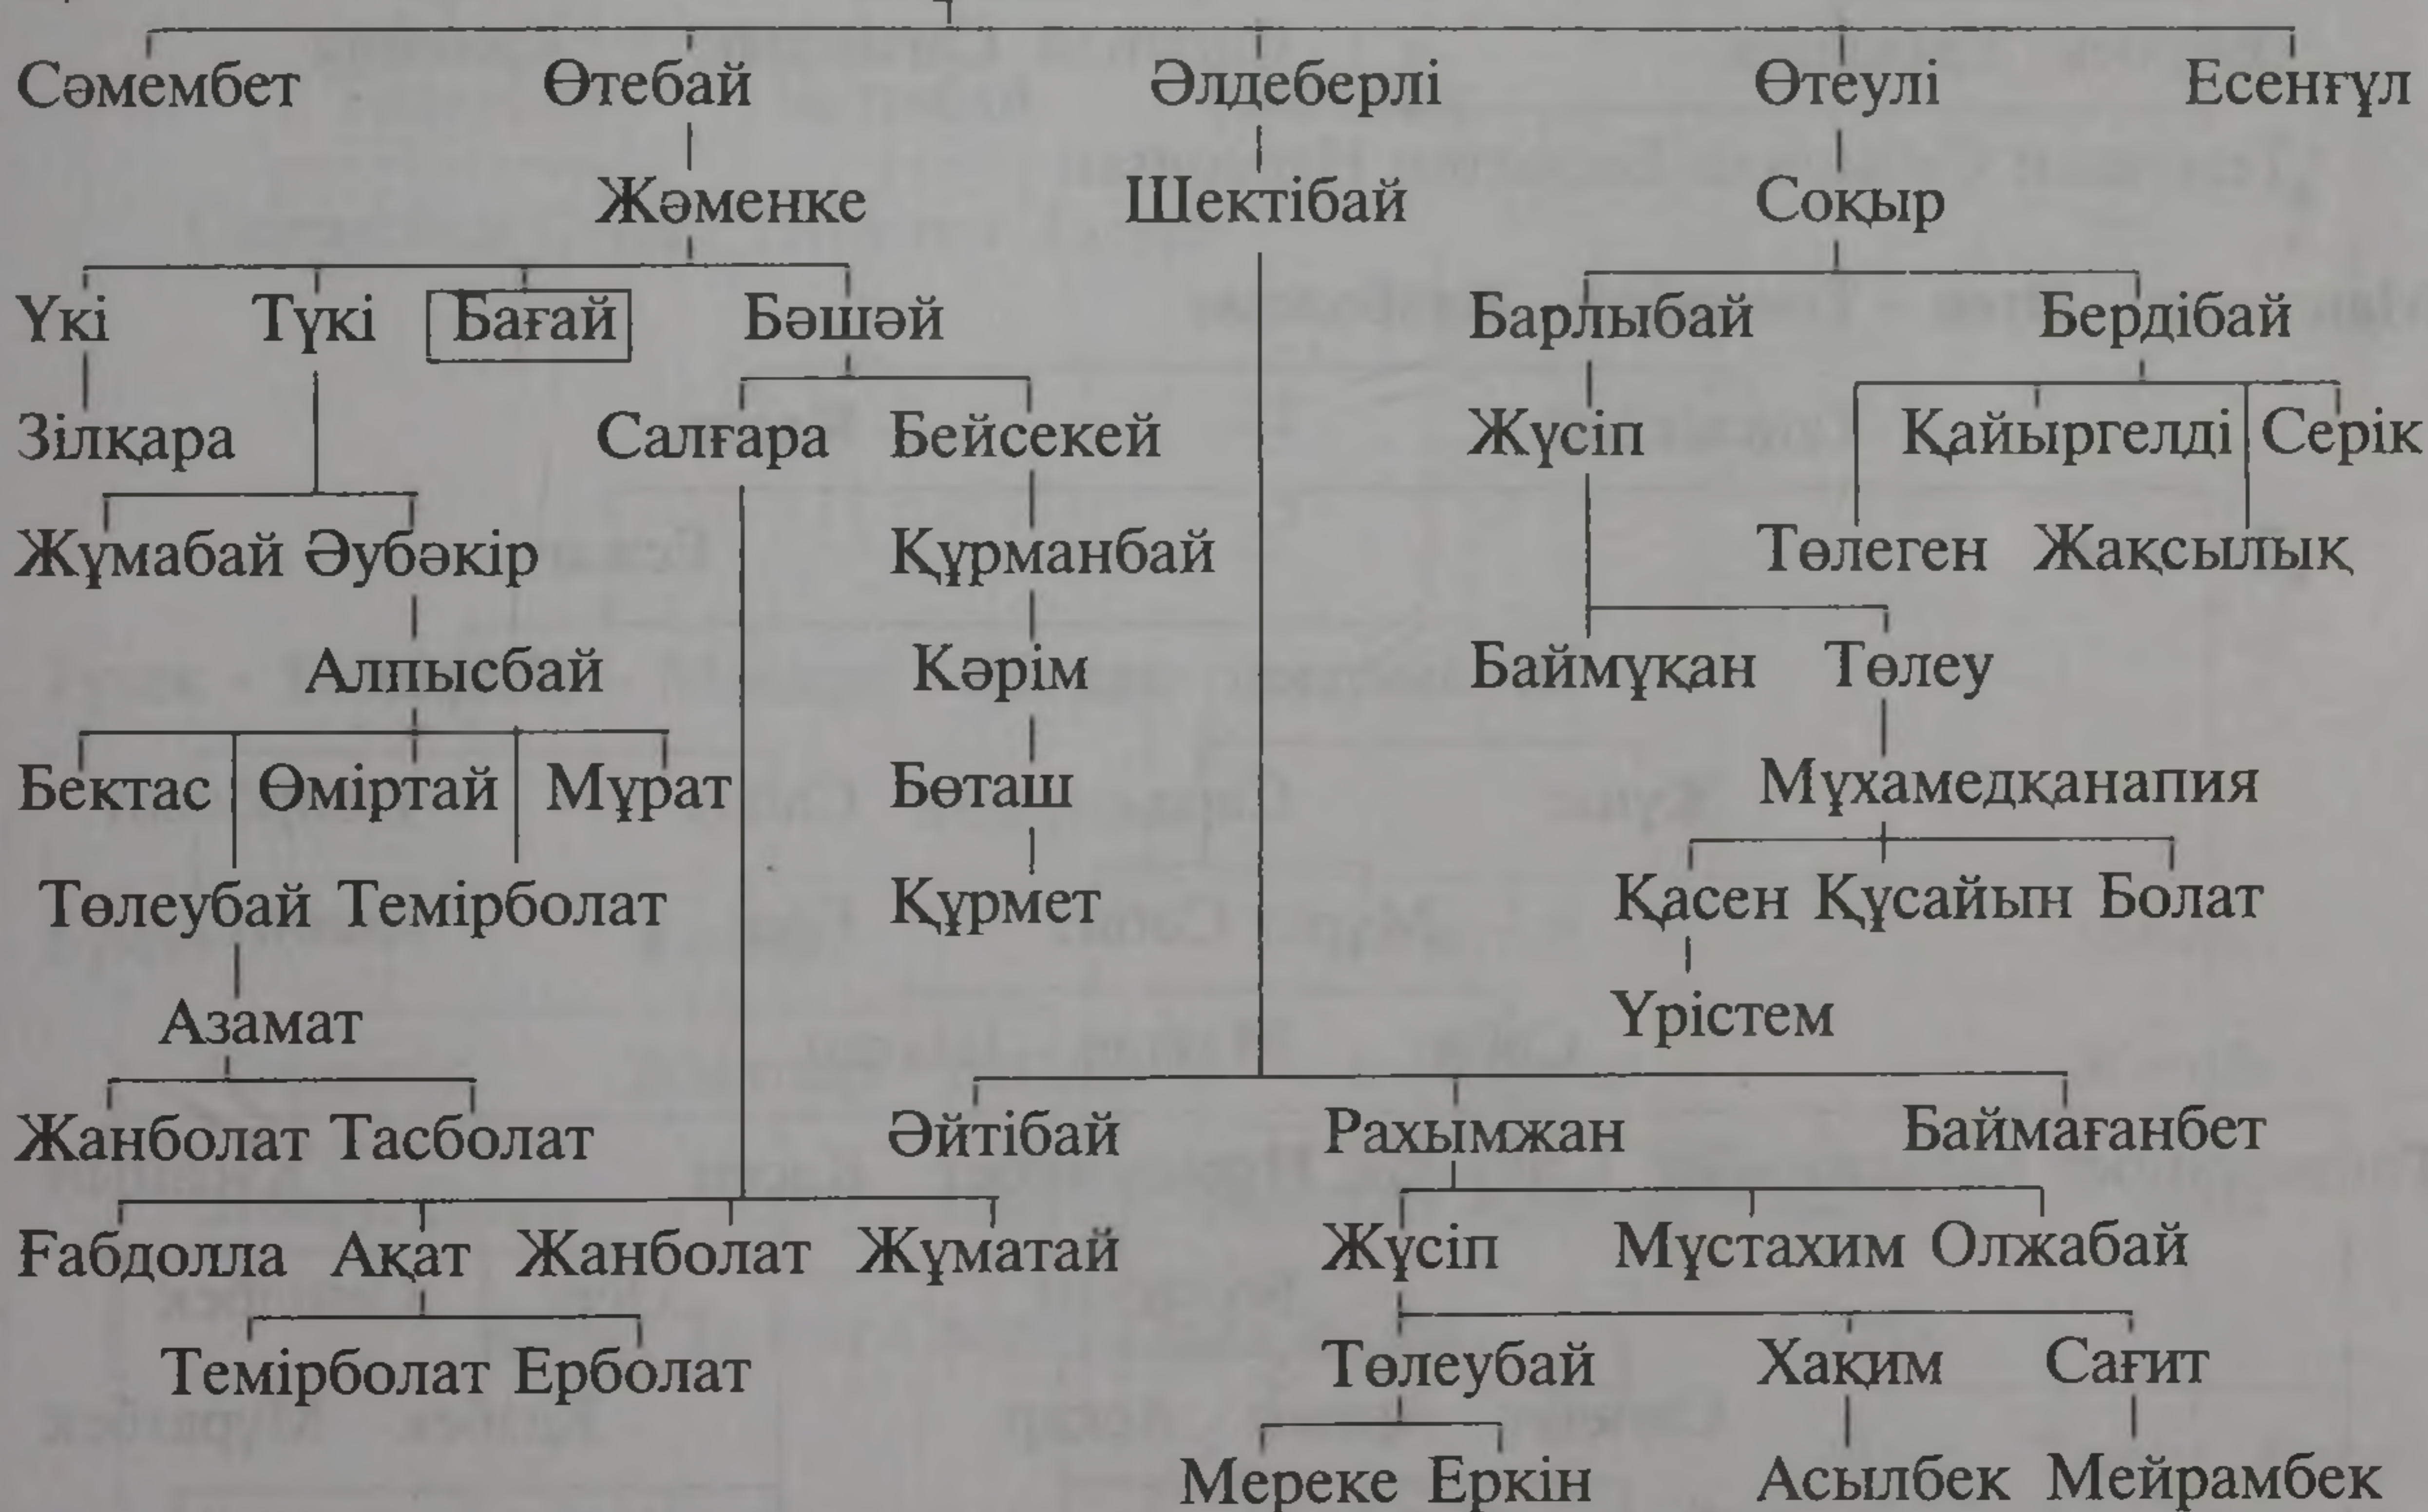 Сәмембет Өтебай Әлдеберлі Өтеулі Есенғұл
Жәменке Шектібай Соқыр
Үкі Түкі Бағай Бәшәй Барлыбай Бердібай
Зілқара Салғара Бейсекей Жүсіп Қайыргелді Серік
Жұмабай Әубәкір Құрманбай Төлеген Жақсылық
Алпысбай Кәрім Баймұқан Төлеу
Бектас Өміртай Мұрат Бөташ Мұхамедқанапия
Төлеубай Темірболат Құрмет Қасен Құсайын Болат
Азамат Үрістем
Жанболат Тасболат Әйтібай Рахымжан Баймағанбет
Ғабдолла Ақат Жанболат Жұматай Жүсіп Мұстахим Олжабай
Темірболат Ерболат Төлеубай Хақим Сағит
Мереке Еркін Асылбек Мейрамбек